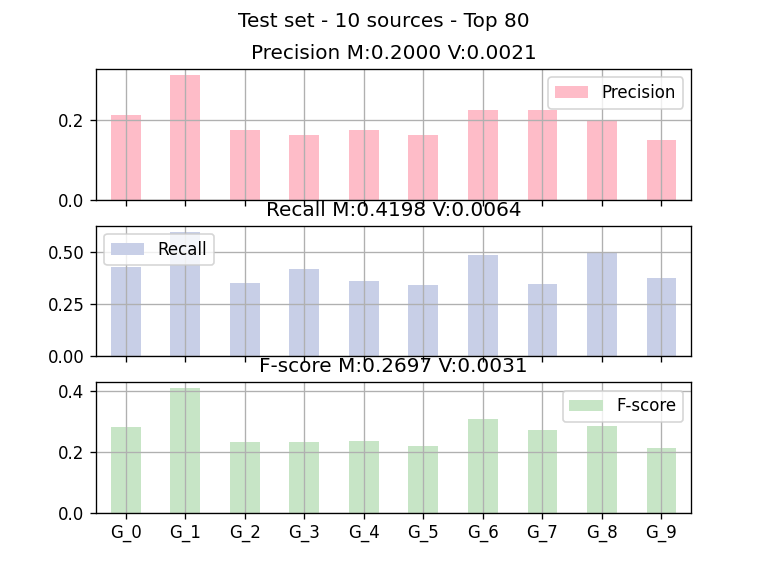 Test set - 10 sources - Top 80
Precision M:0.2000 V:0.0021
Precision
0.2
0.0
Recall M:0.4198 V:0.0064
Recall
0.50
0.25
0.00
F-score M:0.2697 V:0.0031
F-score
0.4
0.2
0.0
G_0 G_1 G_2 G_3 G_4 G_5 G_6 G_7 G_8 G_9